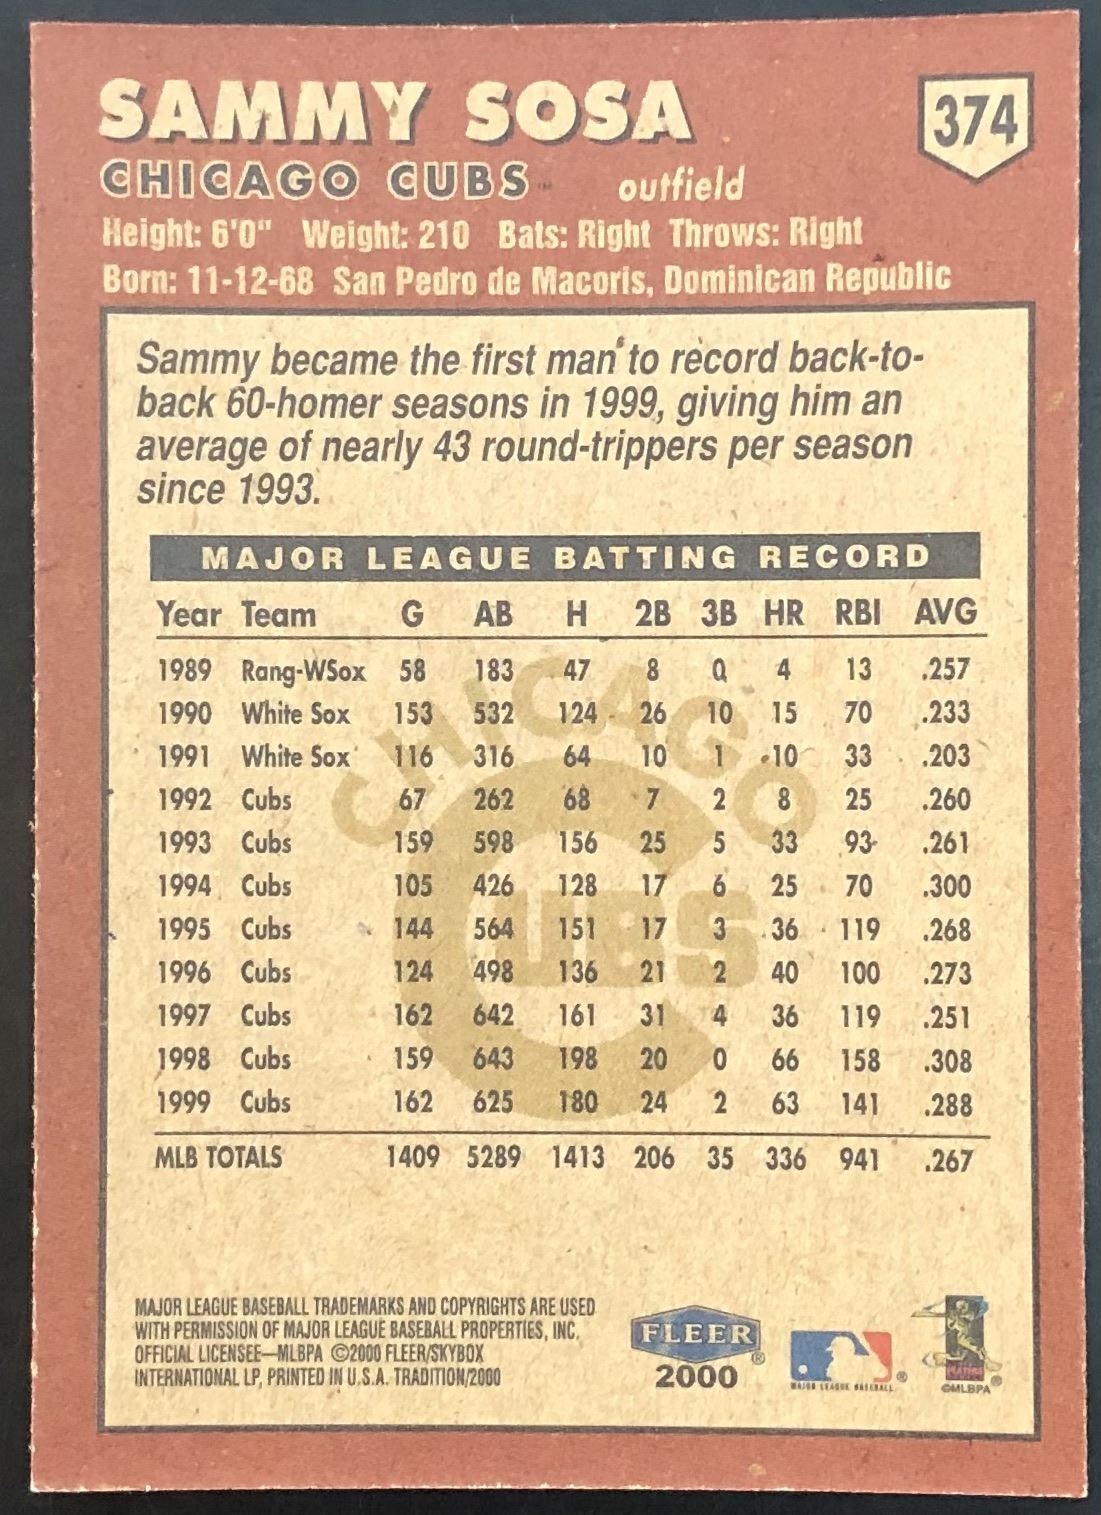 SAMMY SOSA
374
CHICAGO CUBS outfield
Height: 6'0" Weight: 210 Bats: Right Throws: Right
Born: 11-12-68 San Pedro de Macoris, Dominican Republic
Sammy became the first man to record back-to-
back 60-homer seasons in 1999, giving him an
average of nearly 43 round-trippers per season
since 1993.
MAJOR LEAGUE BATTING RECORD
Year Team G AB H 2B 3B HR RBI AVG
1989 Rang-WSox 58 183 47 8 0 4 13 .257
1990 White Sox 153 532 124 26 10 15 70 .233
1991 White Sox 116 316 64 10 1 10 33 .203
1992 Cubs 67 262 68 7 2 8 25 .260
1993 Cubs 159 598 156 25 5 33 93 .261
1994 Cubs 105 426 128 17 6 25 70 .300
1995 Cubs 144 564 151 17 3 36 119 .268
1996 Cubs 124 498 136 21 2 40 100 .273
1997 Cubs 162 642 161 31 4 36 119 .251
1998 Cubs 159 643 198 20 0 66 158 .308
1999 Cubs 162 625 180 24 2 63 141 .288
MLB TOTALS 1409 5289 1413 206 35 336 941 .267
CHICAGO
CUBS
MAJOR LEAGUE BASEBALL TRADEMARKS AND COPYRIGHTS ARE USED
WITH PERMISSION OF MAJOR LEAGUE BASEBALL PROPERTIES, INC.
OFFICIAL LICENSEE—MLBPA ©2000 FLEER/SKYBOX
INTERNATIONAL LP, PRINTED IN U.S.A. TRADITION/2000
FLEER®
2000
MAJOR LEAGUE BASEBALL®
®
©MLBPA